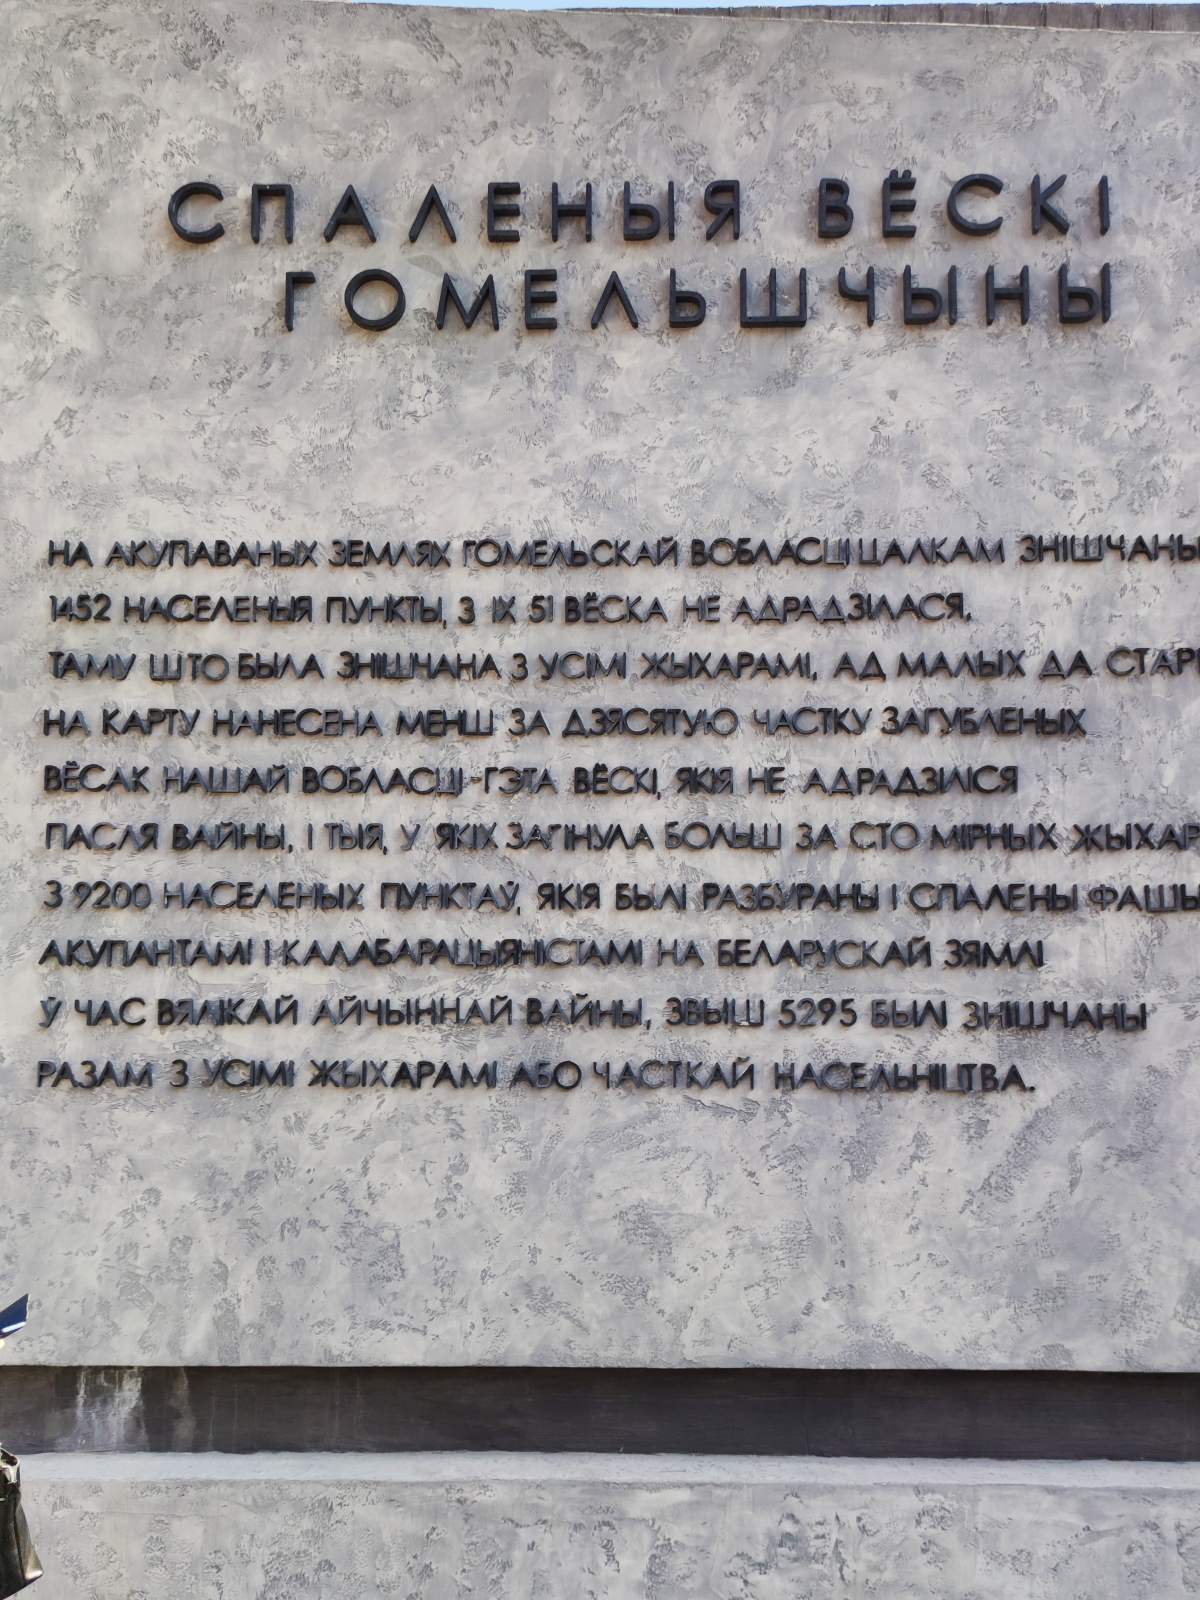 СПАЛЕНЫЯ ВЁСКІ
ГОМЕЛЬШЧЫНЫ
НА АКУПАВАНЫХ ЗЕМЛЯХ ГОМЕЛЬСКАЙ ВОБЛАСЦІ ЦАЛКАМ ЗНІШЧАНЫ
1452 НАСЕЛЕНЫЯ ПУНКТЫ, З ІХ 51 ВЁСКА НЕ АДРАДЗІЛАСЯ,
ТАМУ ШТО БЫЛА ЗНІШЧАНА З УСІМІ ЖЫХАРАМІ, АД МАЛЫХ ДА
НА КАРТУ НАНЕСЕНА МЕНШ ЗА ДЗЯСЯТУЮ ЧАСТКУ ЗАГУБЛЕНЫХ
ВЁСАК НАШАЙ ВОБЛАСЦІ - ГЭТА ВЁСКІ, ЯКІЯ НЕ АДРАДЗІЛІСЯ
ПАСЛЯ ВАЙНЫ, І ТЫЯ, У ЯКІХ ЗАГІНУЛА БОЛЬШ ЗА СТО МІРНЫХ
З 9200 НАСЕЛЕНЫХ ПУНКТАЎ, ЯКІЯ БЫЛІ РАЗБУРАНЫ І СПАЛЕНЫ
АКУПАНТАМІ І КАЛАБАРАЦЫЯНІСТАМІ НА БЕЛАРУСКАЙ ЗЯМЛІ
Ў ЧАС ВЯЛІКАЙ АЙЧЫННАЙ ВАЙНЫ, ЗВЫШ 5295 БЫЛІ ЗНІШЧАНЫ
РАЗАМ З УСІМІ ЖЫХАРАМІ АБО ЧАСТКАЙ НАСЕЛЬНІЦТВА.